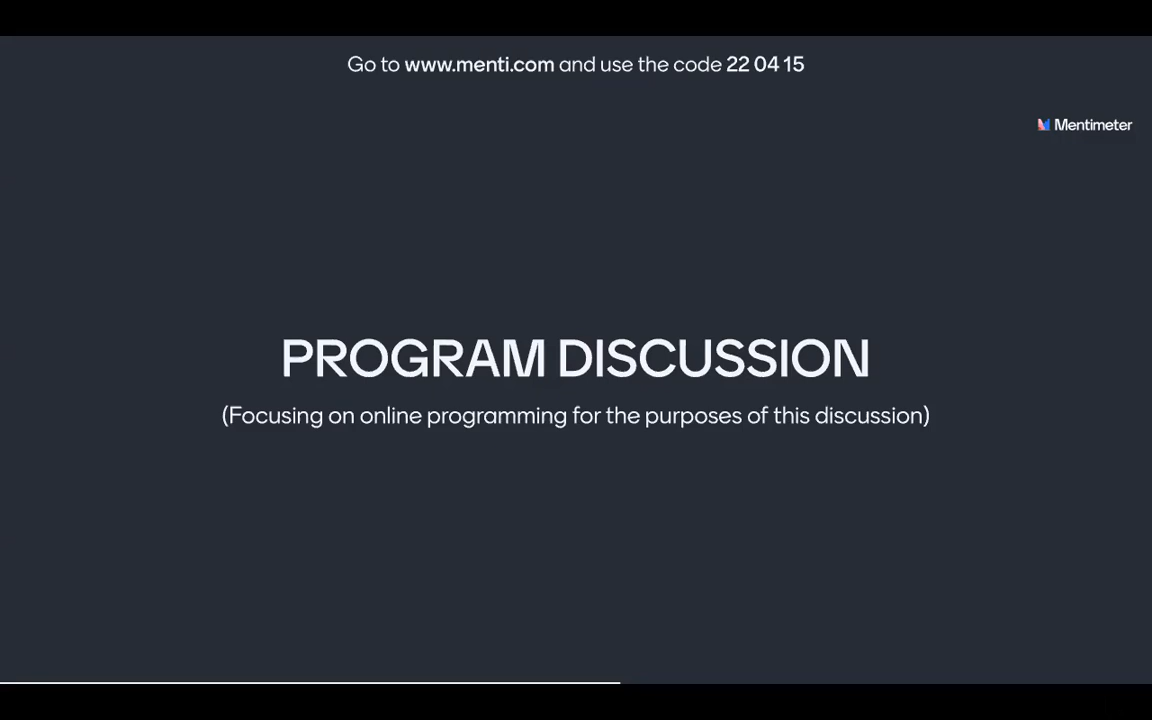 Go to www.menti.com and use the code 22 04 15
Mentimeter
PROGRAM DISCUSSION
(Focusing on online programming for the purposes of this discussion)